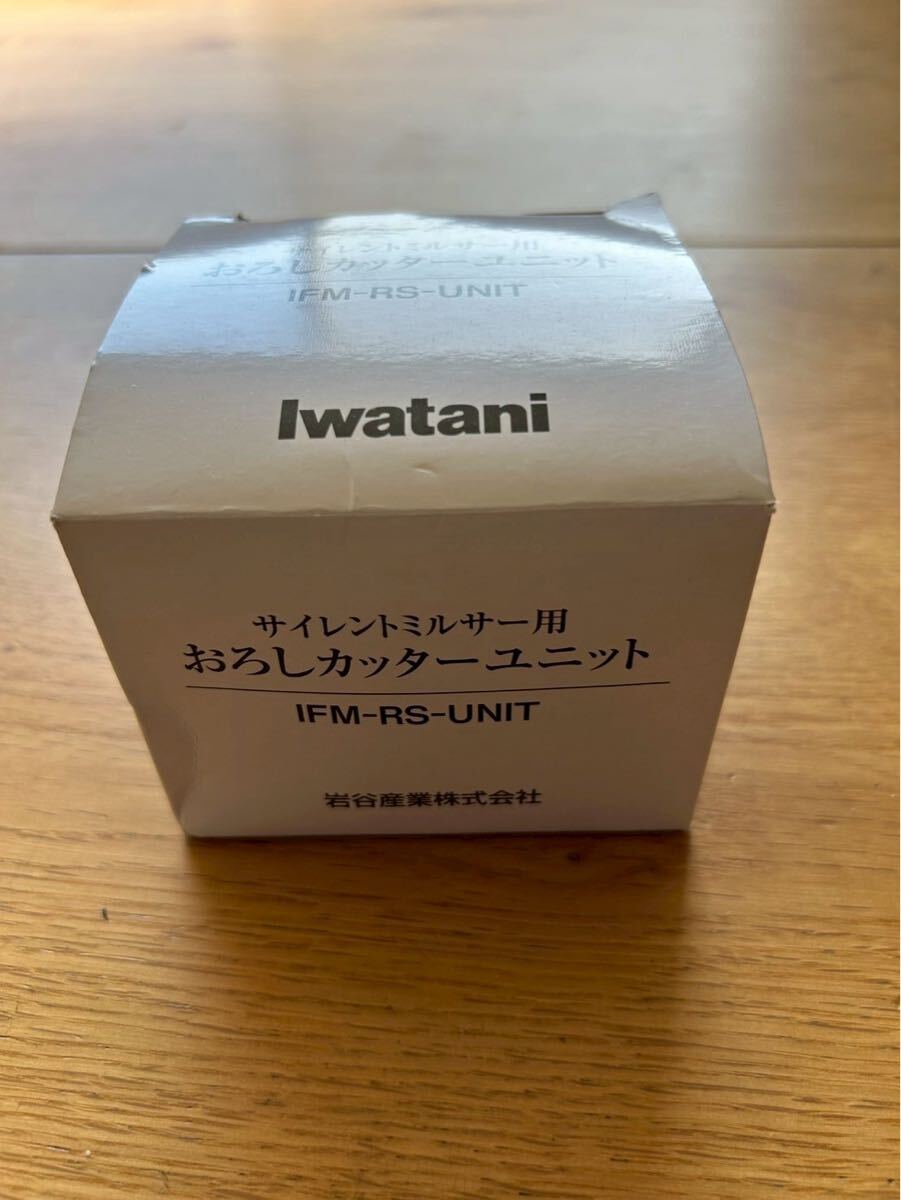 サイレントミルサー用
おろしカッターユニット
IFM-RS-UNIT
Iwatani
サイレントミルサー用
おろしカッターユニット
IFM-RS-UNIT
岩谷産業株式会社